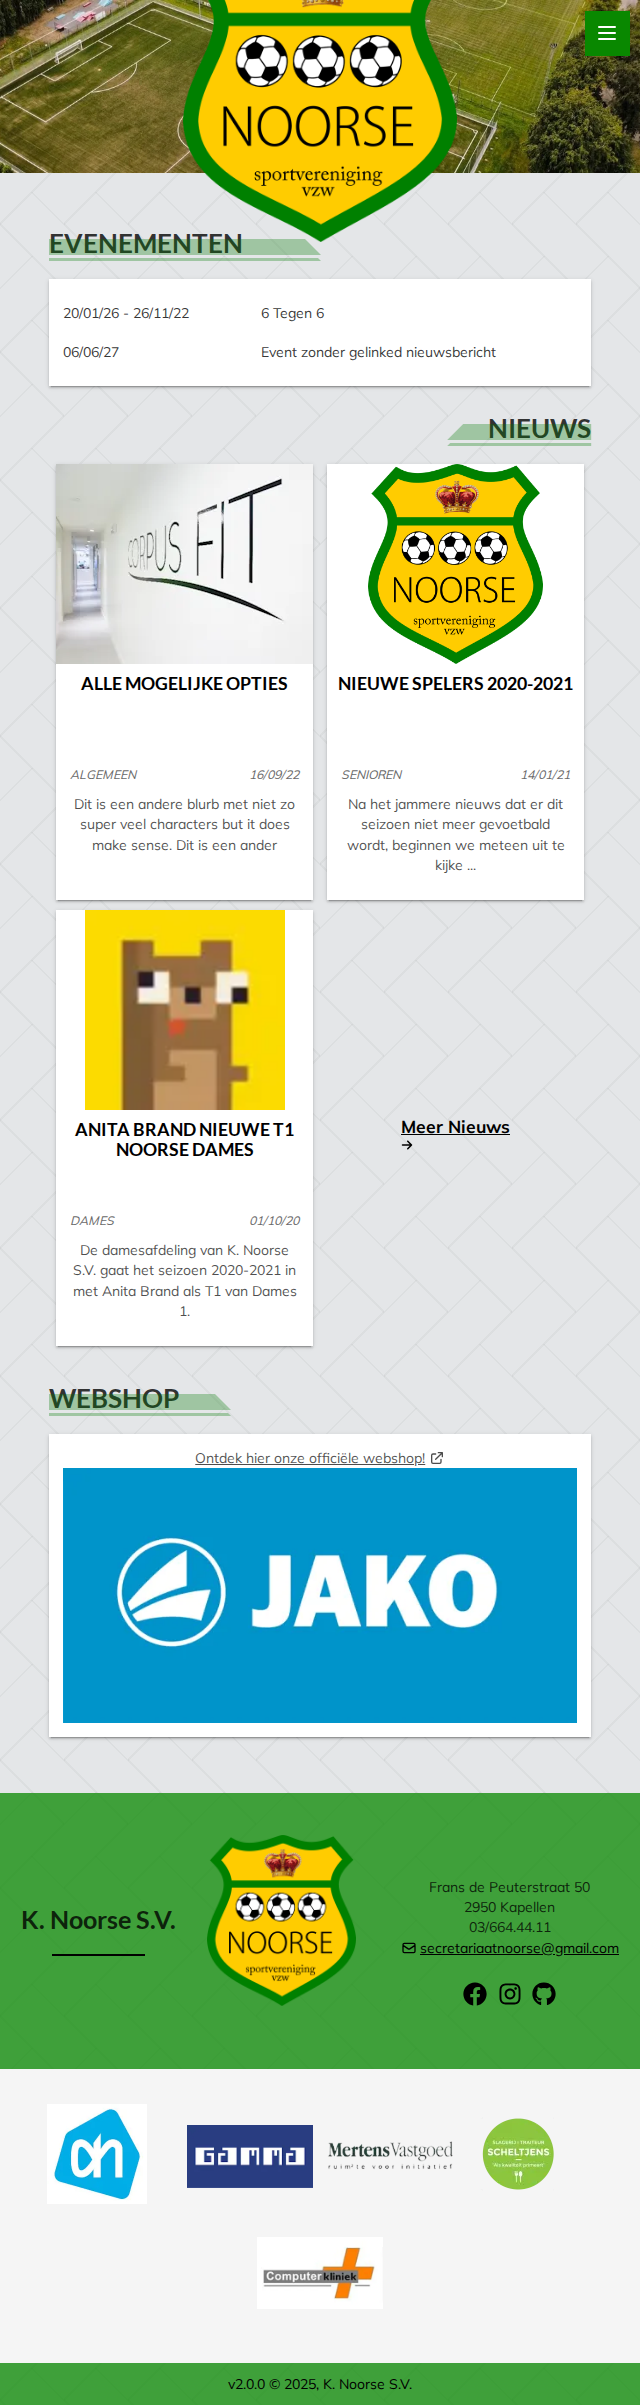 NOORSE
sportvereniging
vzw
EVENEMENTEN
20/01/26 - 26/11/22 6 Tegen 6
06/06/27 Event zonder gelinked nieuwsbericht
NIEUWS
CORPUS FIT
ALLE MOGELIJKE OPTIES
ALGEMEEN 16/09/22
Dit is een andere blurb met niet zo
super veel characters but it does
make sense. Dit is een ander
NOORSE
sportvereniging
vzw
NIEUWE SPELERS 2020-2021
SENIOREN 14/01/21
Na het jammere nieuws dat er dit
seizoen niet meer gevoetbald
wordt, beginnen we meteen uit te
kijke ...
ANITA BRAND NIEUWE T1
NOORSE DAMES
DAMES 01/10/20
De damesafdeling van K. Noorse
S.V. gaat het seizoen 2020-2021 in
met Anita Brand als T1 van Dames
1.
Meer Nieuws
WEBSHOP
Ontdek hier onze officiële webshop!
JAKO
K. Noorse S.V.
NOORSE
sportvereniging
vzw
Frans de Peuterstraat 50
2950 Kapellen
03/664.44.11
secretariaatnoorse@gmail.com
GAMMA
MertensVastgoed
ruimte voor initiatief
SLAGERIJ - TRAITEUR
SCHELTJENS
"Als kwaliteit primeert"
Computerkliniek
v2.0.0 © 2025, K. Noorse S.V.